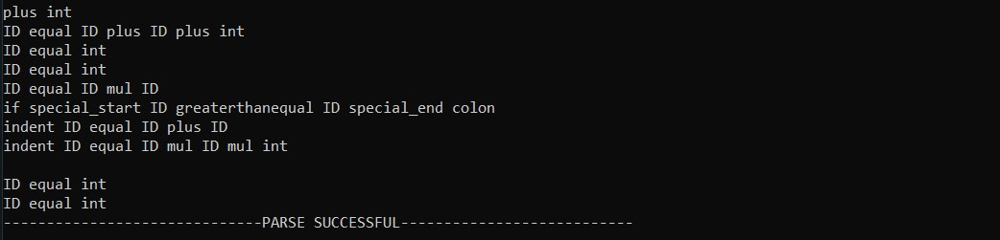 plus int
ID equal ID plus ID plus int
ID equal int
ID equal int
ID equal ID mul ID
if special_start ID greaterthanequal ID special_end colon
indent ID equal ID plus ID
indent ID equal ID mul ID mul int
ID equal int
ID equal int
------------------------------PARSE SUCCESSFUL---------------------------